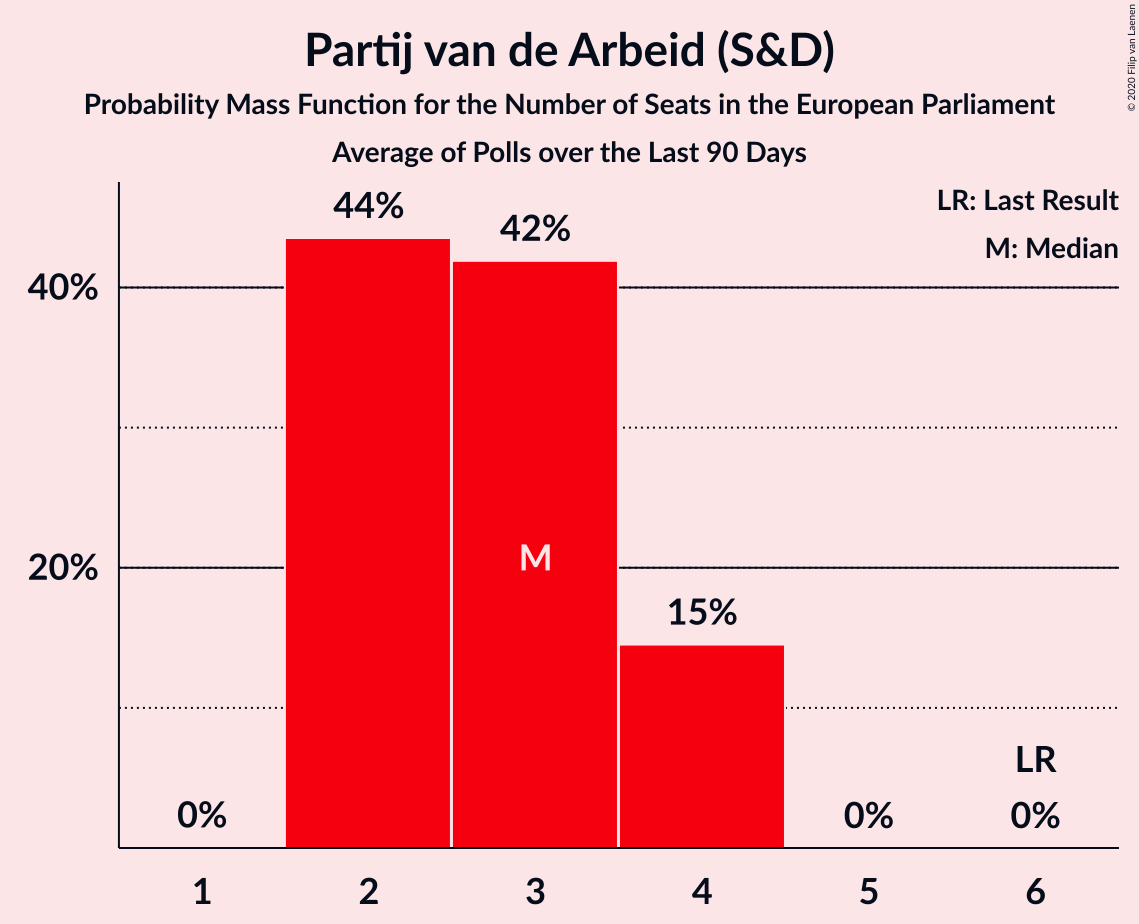 Partij van de Arbeid (S&D)
Probability Mass Function for the Number of Seats in the European Parliament
Average of Polls over the Last 90 Days
© 2020 Filip van Laenen
LR: Last Result
M: Median
44%
42%
40%
M
20%
15%
LR
0%
0%
0%
1 2 3 4 5 6